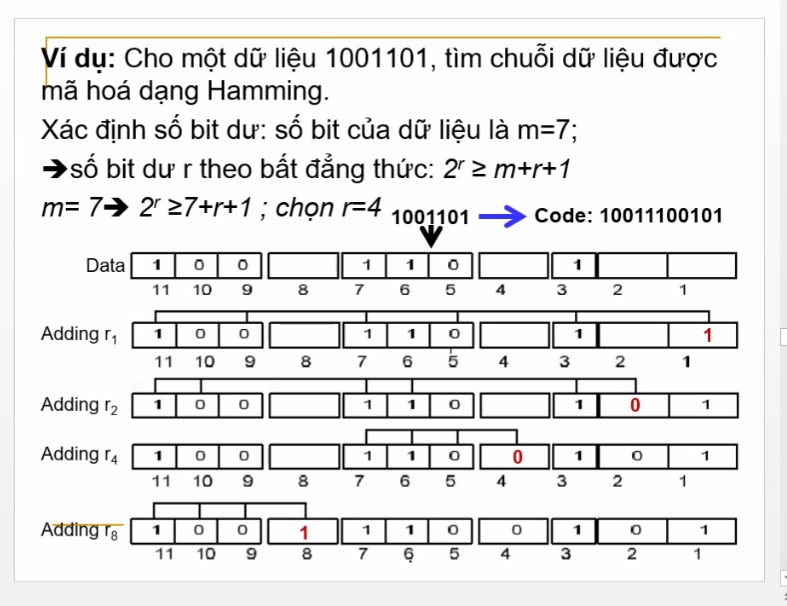 Ví dụ: Cho một dữ liệu 1001101, tìm chuỗi dữ liệu được
mã hoá dạng Hamming.
Xác định số bit dư: số bit của dữ liệu là m=7;
➔số bit dư r theo bất đẳng thức: 2ʳ ≥ m+r+1
m= 7➔ 2ʳ ≥7+r+1 ; chọn r=4 1001101 Code: 10011100101
Data 1 0 0 1 1 0 1
11 10 9 8 7 6 5 4 3 2 1
Adding r₁ 1 0 0 1 1 0 1 1
11 10 9 8 7 6 5 4 3 2 1
Adding r₂ 1 0 0 1 1 0 1 0 1
Adding r₄ 1 0 0 1 1 0 0 1 0 1
11 10 9 8 7 6 5 4 3 2 1
Adding r₈ 1 0 0 1 1 1 0 0 1 0 1
11 10 9 8 7 6 5 4 3 2 1